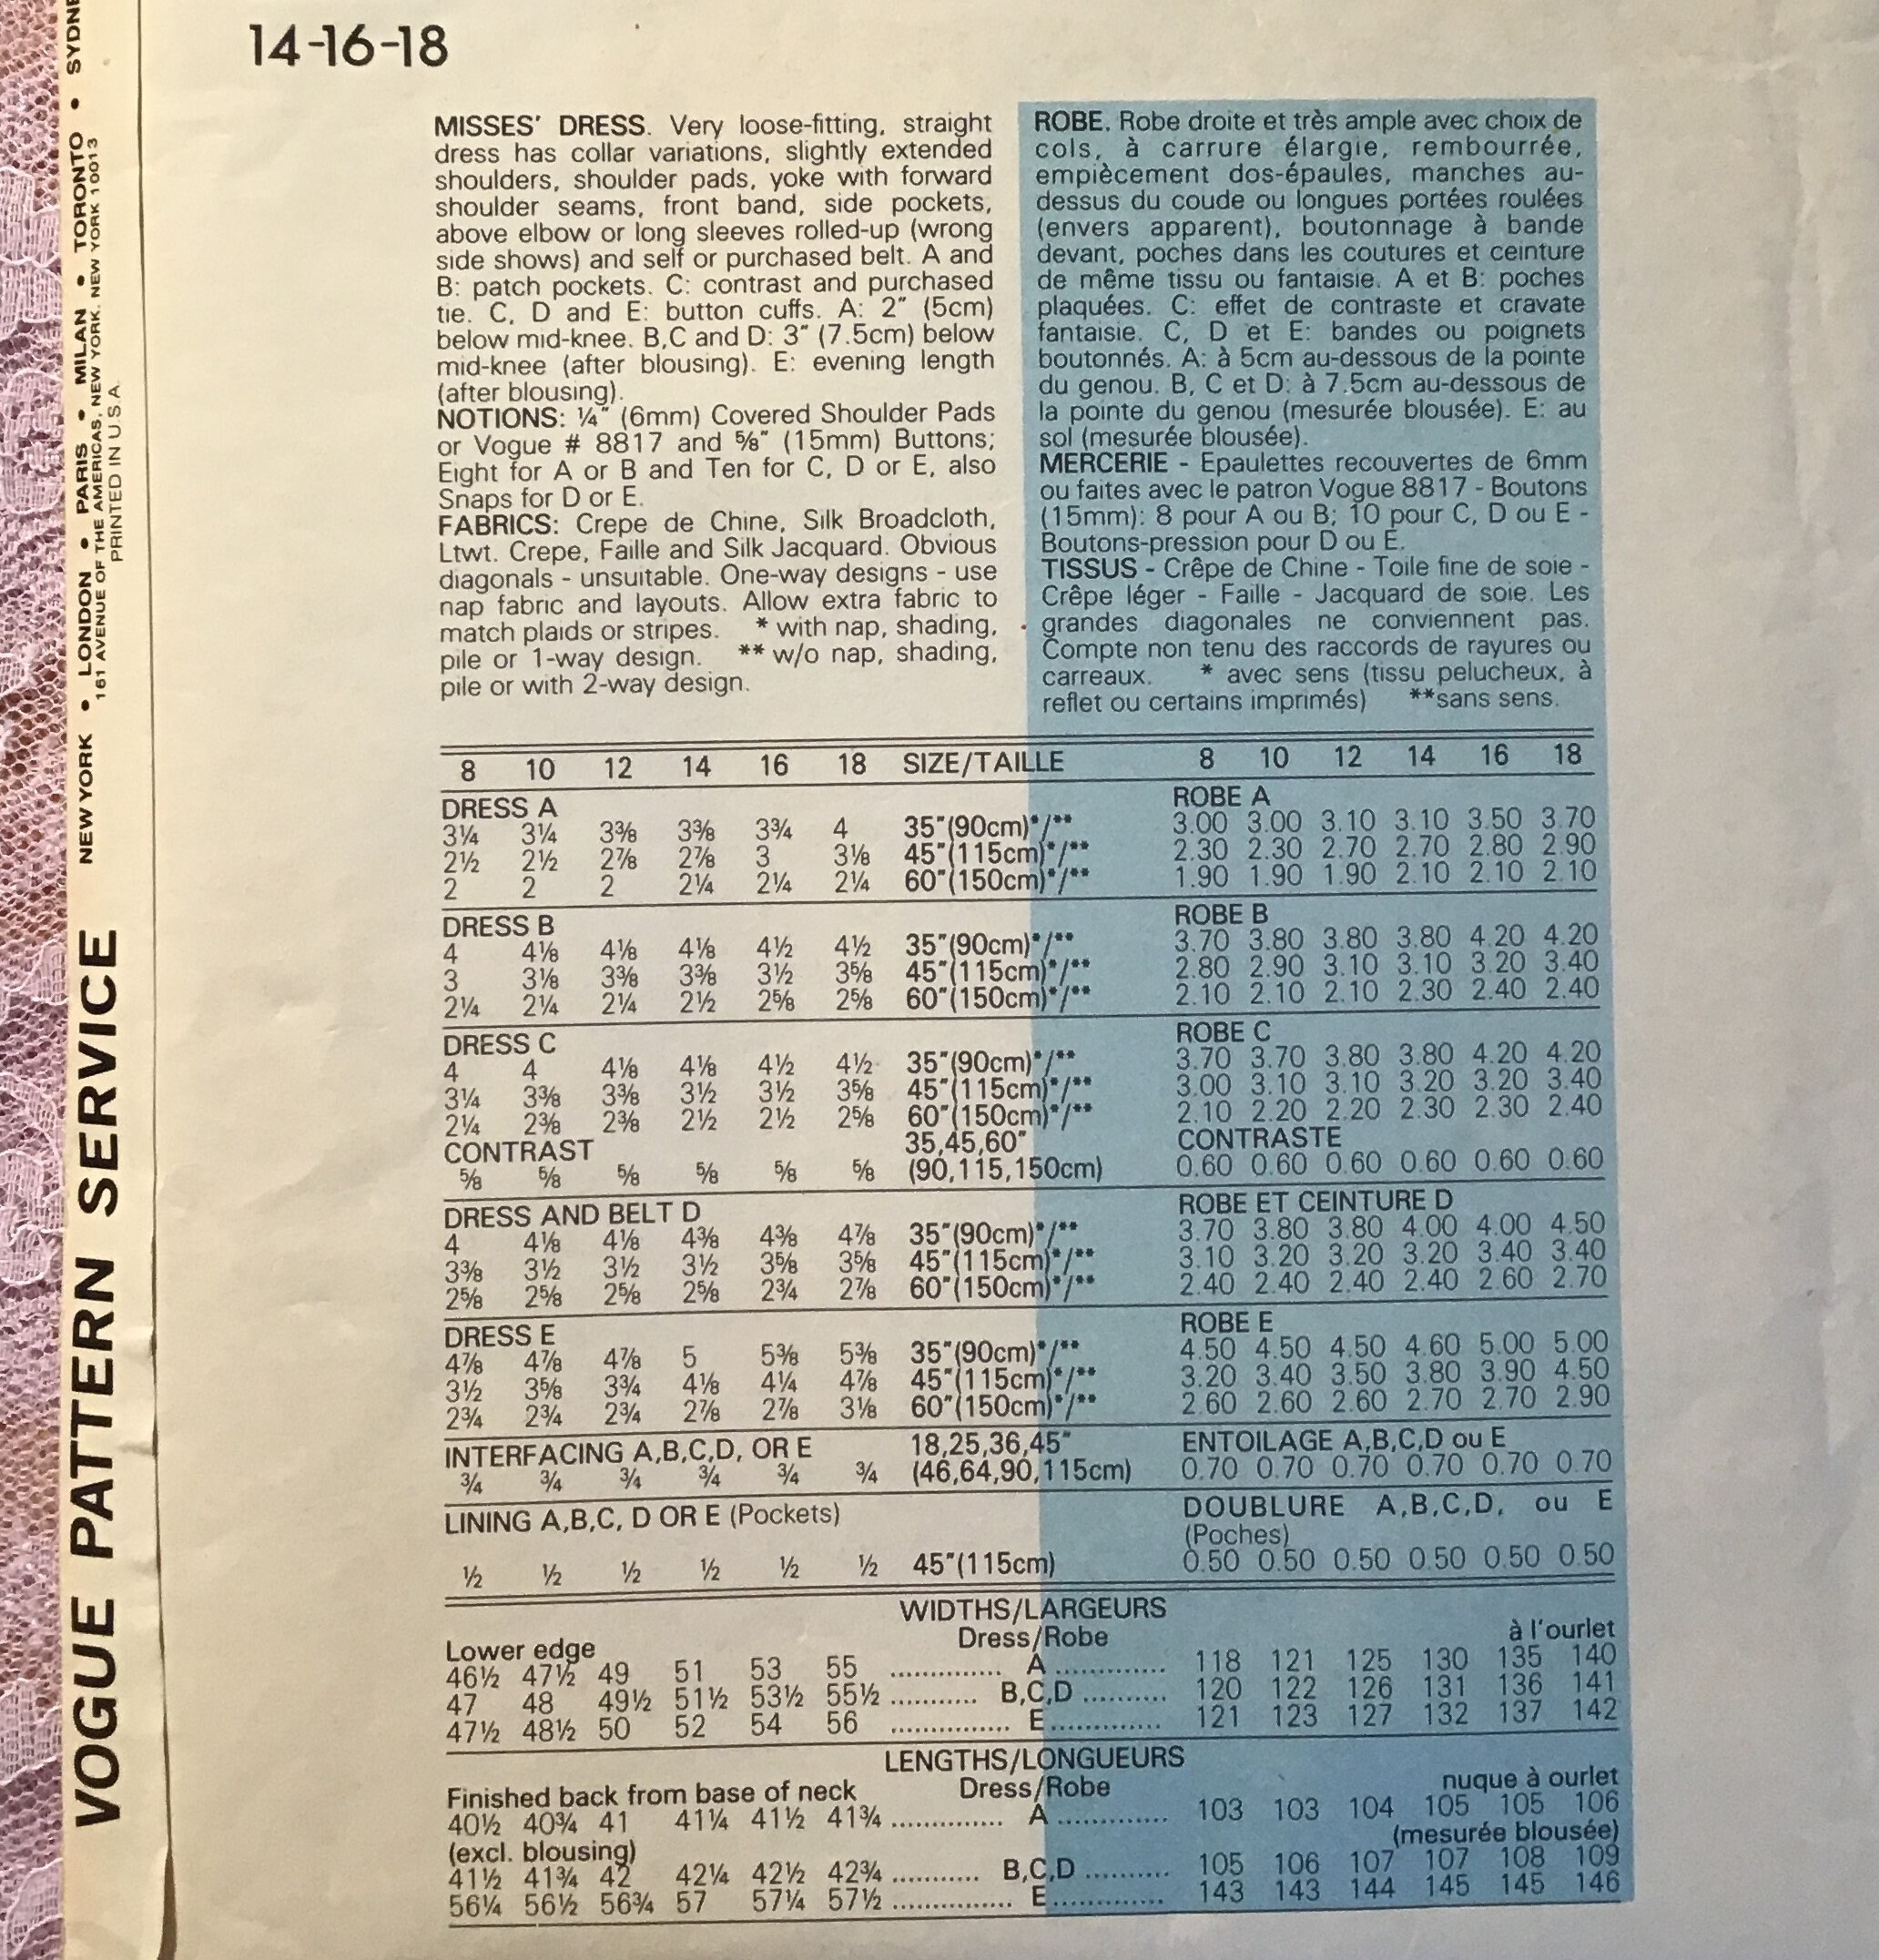 14-16-18
MISSES' DRESS. Very loose-fitting, straight
dress has collar variations, slightly extended
shoulders, shoulder pads, yoke with forward
shoulder seams, front band, side pockets,
above elbow or long sleeves rolled-up (wrong
side shows) and self or purchased belt. A and
B: patch pockets. C: contrast and purchased
tie. C, D and E: button cuffs. A: 2" (5cm)
below mid-knee. B,C and D: 3" (7.5cm) below
mid-knee (after blousing). E: evening length
(after blousing).
NOTIONS: ¼" (6mm) Covered Shoulder Pads
or Vogue # 8817 and ⅝" (15mm) Buttons;
Eight for A or B and Ten for C, D or E, also
Snaps for D or E.
FABRICS: Crepe de Chine, Silk Broadcloth,
Ltwt. Crepe, Faille and Silk Jacquard. Obvious
diagonals - unsuitable. One-way designs - use
nap fabric and layouts. Allow extra fabric to
match plaids or stripes. * with nap, shading,
pile or 1-way design. ** w/o nap, shading,
pile or with 2-way design.
ROBE. Robe droite et très ample avec choix de
cols, à carrure élargie, rembourrée,
empiècement dos-épaules, manches au-
dessus du coude ou longues portées roulées
(envers apparent), boutonnage à bande
devant, poches dans les coutures et ceinture
de même tissu ou fantaisie. A et B: poches
plaquées. C: effet de contraste et cravate
fantaisie. C, D et E: bandes ou poignets
boutonnés. A: à 5cm au-dessous de la pointe
du genou. B, C et D: à 7.5cm au-dessous de
la pointe du genou (mesurée blousée). E: au
sol (mesurée blousée).
MERCERIE - Epaulettes recouvertes de 6mm
ou faites avec le patron Vogue 8817 - Boutons
(15mm): 8 pour A ou B; 10 pour C, D ou E -
Boutons-pression pour D ou E.
TISSUS - Crêpe de Chine - Toile fine de soie -
Crêpe léger - Faille - Jacquard de soie. Les
grandes diagonales ne conviennent pas.
Compte non tenu des raccords de rayures ou
carreaux. * avec sens (tissu pelucheux, à
reflet ou certains imprimés) **sans sens.
8 10 12 14 16 18 SIZE/TAILLE 8 10 12 14 16 18
DRESS A ROBE A
3¼ 3¼ 3⅜ 3⅜ 3¾ 4 35"(90cm)*/** 3.00 3.00 3.10 3.10 3.50 3.70
2½ 2½ 2⅞ 2⅞ 3 3⅛ 45"(115cm)*/** 2.30 2.30 2.70 2.70 2.80 2.90
2 2 2 2¼ 2¼ 2¼ 60"(150cm)*/** 1.90 1.90 1.90 2.10 2.10 2.10
DRESS B ROBE B
4 4⅛ 4⅛ 4⅛ 4½ 4½ 35"(90cm)*/** 3.70 3.80 3.80 3.80 4.20 4.20
3 3⅛ 3⅜ 3⅜ 3½ 3⅝ 45"(115cm)*/** 2.80 2.90 3.10 3.10 3.20 3.40
2¼ 2¼ 2¼ 2½ 2⅝ 2⅝ 60"(150cm)*/** 2.10 2.10 2.10 2.30 2.40 2.40
DRESS C ROBE C
4 4 4⅛ 4⅛ 4½ 4½ 35"(90cm)*/** 3.70 3.70 3.80 3.80 4.20 4.20
3¼ 3⅜ 3⅜ 3½ 3½ 3⅝ 45"(115cm)*/** 3.00 3.10 3.10 3.20 3.20 3.40
2¼ 2⅜ 2⅜ 2½ 2½ 2⅝ 60"(150cm)*/** 2.10 2.20 2.20 2.30 2.30 2.40
CONTRAST 35,45,60" CONTRASTE
⅝ ⅝ ⅝ ⅝ ⅝ ⅝ (90,115,150cm) 0.60 0.60 0.60 0.60 0.60 0.60
DRESS AND BELT D ROBE ET CEINTURE D
4 4⅛ 4⅛ 4⅜ 4⅜ 4⅞ 35"(90cm)*/** 3.70 3.80 3.80 4.00 4.00 4.50
3⅜ 3½ 3½ 3½ 3⅝ 3⅝ 45"(115cm)*/** 3.10 3.20 3.20 3.20 3.40 3.40
2⅝ 2⅝ 2⅝ 2⅝ 2¾ 2⅞ 60"(150cm)*/** 2.40 2.40 2.40 2.40 2.60 2.70
DRESS E ROBE E
4⅞ 4⅞ 4⅞ 5 5⅜ 5⅜ 35"(90cm)*/** 4.50 4.50 4.50 4.60 5.00 5.00
3½ 3⅝ 3¾ 4⅛ 4¼ 4⅞ 45"(115cm)*/** 3.20 3.40 3.50 3.80 3.90 4.50
2¾ 2¾ 2¾ 2⅞ 2⅞ 3⅛ 60"(150cm)*/** 2.60 2.60 2.60 2.70 2.70 2.90
INTERFACING A,B,C,D, OR E 18,25,36,45" ENTOILAGE A,B,C,D ou E
¾ ¾ ¾ ¾ ¾ ¾ (46,64,90,115cm) 0.70 0.70 0.70 0.70 0.70 0.70
LINING A,B,C, D OR E (Pockets) DOUBLURE A,B,C,D, ou E
(Poches)
½ ½ ½ ½ ½ ½ 45"(115cm) 0.50 0.50 0.50 0.50 0.50 0.50
WIDTHS/LARGEURS
Lower edge Dress/Robe à l'ourlet
46½ 47½ 49 51 53 55 .............. A ............. 118 121 125 130 135 140
47 48 49½ 51½ 53½ 55½ ........... B,C,D .......... 120 122 126 131 136 141
47½ 48½ 50 52 54 56 ............... E ............. 121 123 127 132 137 142
LENGTHS/LONGUEURS
Finished back from base of neck Dress/Robe nuque à ourlet
40½ 40¾ 41 41¼ 41½ 41¾ .............. A ............. 103 103 104 105 105 106
(excl. blousing) (mesurée blousée)
41½ 41¾ 42 42¼ 42½ 42¾ ........... B,C,D .......... 105 106 107 107 108 109
56¼ 56½ 56¾ 57 57¼ 57½ ............... E ............. 143 143 144 145 145 146
VOGUE PATTERN SERVICE
NEW YORK • LONDON • PARIS • MILAN • TORONTO •
161 AVENUE OF THE AMERICAS, NEW YORK, NEW YORK 10013
PRINTED IN U.S.A.